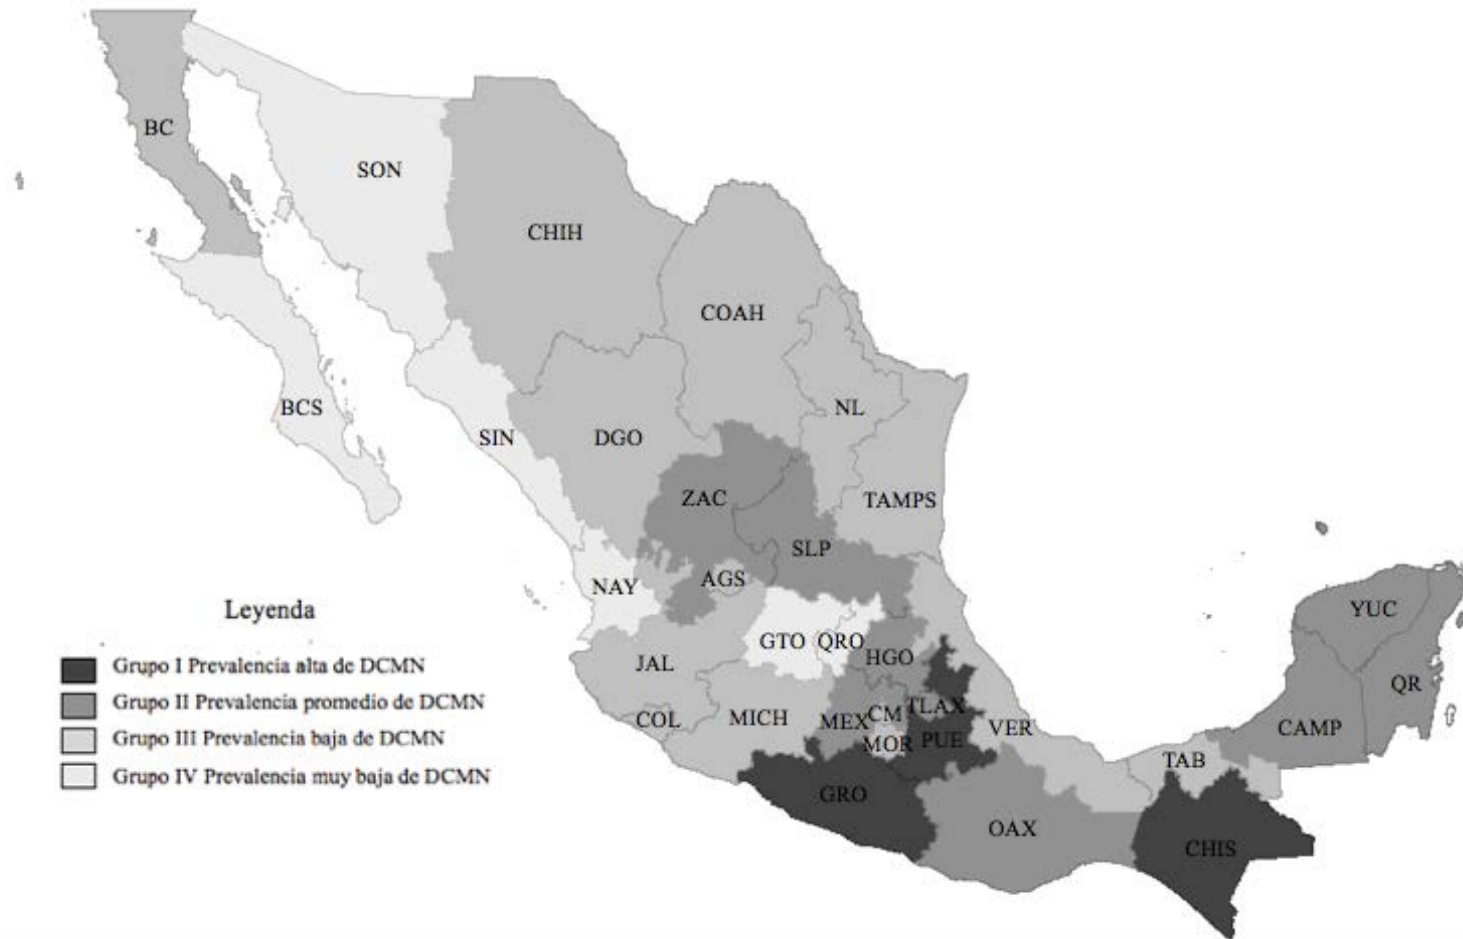 BC
SON
CHIH
COAH
NL
BCS
SIN
DGO
ZAC
TAMPS
SLP
NAY
AGS
YUC
GTO
QRO
HGO
JAL
QR
COL
MICH
MEX
CM
TLAX
VER
CAMP
MOR
PUE
TAB
GRO
OAX
CHIS
Leyenda
Grupo I Prevalencia alta de DCMN
Grupo II Prevalencia promedio de DCMN
Grupo III Prevalencia baja de DCMN
Grupo IV Prevalencia muy baja de DCMN